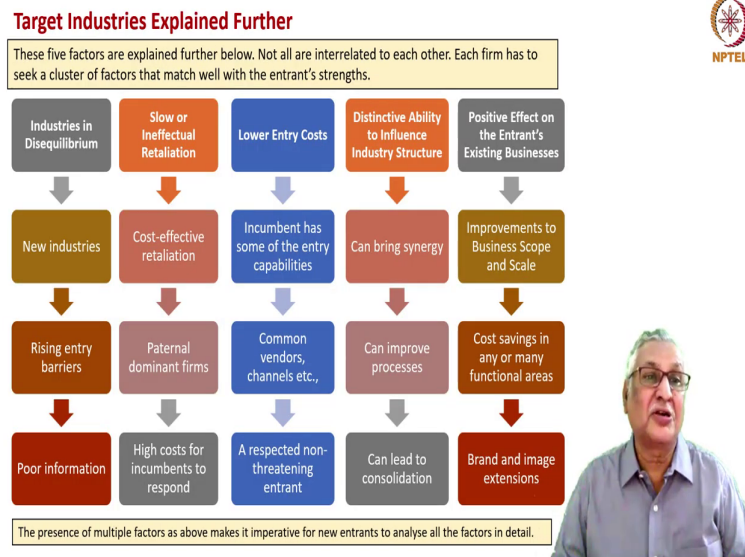 Target Industries Explained Further
These five factors are explained further below. Not all are interrelated to each other. Each firm has to
seek a cluster of factors that match well with the entrant's strengths.
NPTEL
Industries in
Disequilibrium
Slow or
Ineffectual
Retaliation
Lower Entry Costs
Distinctive Ability
to Influence
Industry Structure
Positive Effect on
the Entrant's
Existing Businesses
New industries
Cost-effective
retaliation
Incumbent has
some of the entry
capabilities
Can bring synergy
Improvements to
Business Scope
and Scale
Rising entry
barriers
Paternal
dominant firms
Common
vendors,
channels etc.,
Can improve
processes
Cost savings in
any or many
functional areas
Poor information
High costs for
incumbents to
respond
A respected non-
threatening
entrant
Can lead to
consolidation
Brand and image
extensions
The presence of multiple factors as above makes it imperative for new entrants to analyse all the factors in detail.